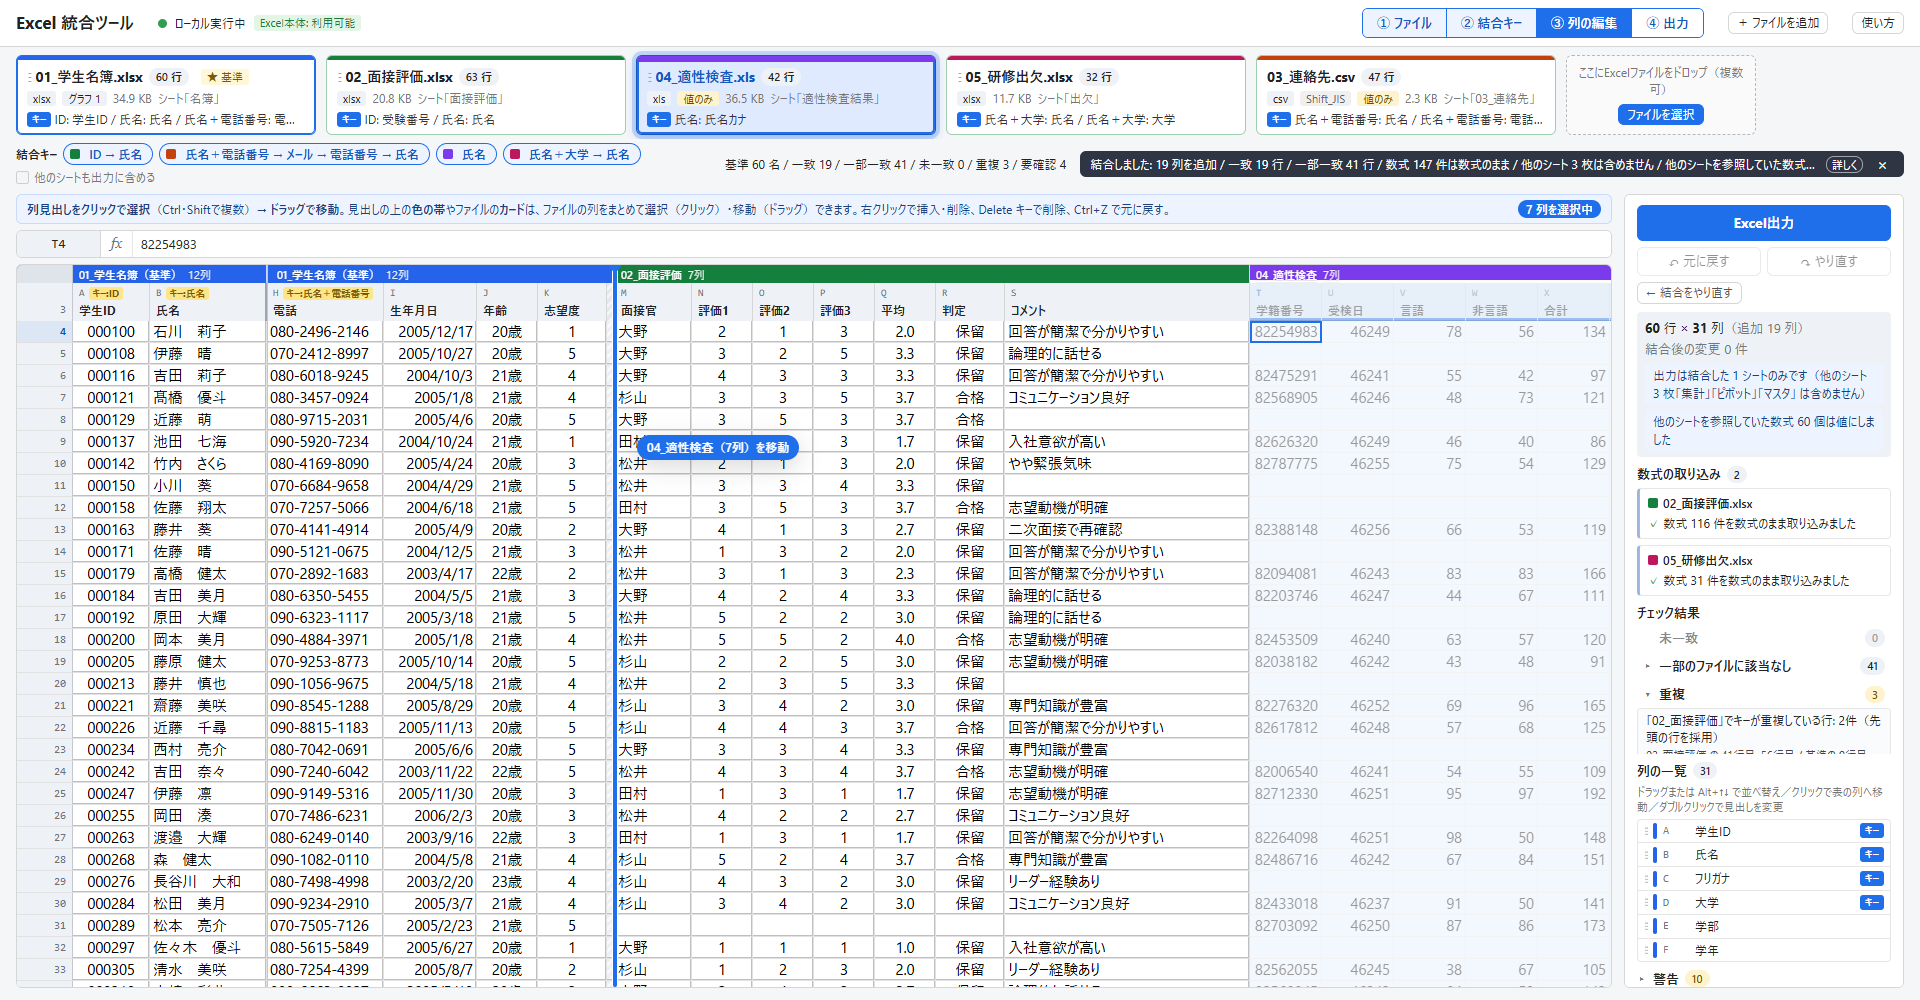 Excel 統合ツール ローカル実行中 Excel本体: 利用可能 ① ファイル ② 結合キー ③ 列の編集 ④ 出力 + ファイルを追加 使い方
01_学生名簿.xlsx 60 行 ★ 基準
xlsx グラフ 1 34.9 KB シート「名簿」
キー ID: 学生ID / 氏名: 氏名 / 氏名＋電話番号: 電...
02_面接評価.xlsx 63 行
xlsx 20.8 KB シート「面接評価」
キー ID: 受験番号 / 氏名: 氏名
04_適性検査.xls 42 行
xls 値のみ 36.5 KB シート「適性検査結果」
キー 氏名: 氏名カナ
05_研修出欠.xlsx 32 行
xlsx 11.7 KB シート「出欠」
キー 氏名＋大学: 氏名 / 氏名＋大学: 大学
03_連絡先.csv 47 行
csv Shift_JIS 値のみ 2.3 KB シート「03_連絡先」
キー 氏名＋電話番号: 氏名 / 氏名＋電話番号: 電話...
ここにExcelファイルをドロップ（複数
可）
ファイルを選択
結合キー ID → 氏名 氏名＋電話番号 → メール → 電話番号 → 氏名 氏名 氏名＋大学 → 氏名
他のシートも出力に含める
基準 60 名 / 一致 19 / 一部一致 41 / 未一致 0 / 重複 3 / 要確認 4
結合しました: 19 列を追加 / 一致 19 行 / 一部一致 41 行 / 数式 147 件は数式のまま / 他のシート 3 枚は含めません / 他のシートを参照していた数式... 詳しく ×
列見出しをクリックで選択（Ctrl・Shiftで複数）→ ドラッグで移動。見出しの上の色の帯やファイルのカードは、ファイルの列をまとめて選択（クリック）・移動（ドラッグ）できます。右クリックで挿入・削除、Delete キーで削除、Ctrl+Z で元に戻す。 7 列を選択中
T4 fx 82254983
01_学生名簿（基準） 12列 01_学生名簿（基準） 12列 02_面接評価 7列 04_適性検査 7列
A キー:ID B キー:氏名 H キー:氏名＋電話番号 I J K M N O P Q R S T U V W X
3 学生ID 氏名 電話 生年月日 年齢 志望度 面接官 評価1 評価2 評価3 平均 判定 コメント 学籍番号 受検日 言語 非言語 合計
4 000100 石川 莉子 080-2496-2146 2005/12/17 20歳 1 大野 2 1 3 2.0 保留 回答が簡潔で分かりやすい 82254983 46249 78 56 134
5 000108 伊藤 晴 070-2412-8997 2005/10/27 20歳 5 大野 3 2 5 3.3 保留 論理的に話せる
6 000116 吉田 莉子 080-6018-9245 2004/10/3 21歳 4 大野 4 3 3 3.3 保留 回答が簡潔で分かりやすい 82475291 46241 55 42 97
7 000121 髙橋 優斗 080-3457-0924 2005/1/8 21歳 4 杉山 3 3 5 3.7 合格 コミュニケーション良好 82568905 46246 48 73 121
8 000129 近藤 萌 080-9715-2031 2005/4/6 20歳 5 大野 3 5 3 3.7 合格
9 000137 池田 七海 090-5920-7234 2004/10/24 21歳 1 田 3 1.7 保留 入社意欲が高い 82626320 46249 46 40 86
04_適性検査（7列）を移動
10 000142 竹内 さくら 080-4169-8090 2005/4/24 20歳 3 松井 2 1 3 2.0 保留 やや緊張気味 82787775 46255 75 54 129
11 000150 小川 葵 070-6684-9658 2004/4/29 21歳 5 松井 3 3 4 3.3 保留
12 000158 佐藤 翔太 070-7257-5066 2004/6/18 21歳 5 田村 3 5 3 3.7 合格 志望動機が明確
13 000163 藤井 葵 070-4141-4914 2005/4/9 20歳 2 大野 4 1 3 2.7 保留 二次面接で再確認 82388148 46256 66 53 119
14 000171 佐藤 晴 090-5121-0675 2004/12/5 21歳 3 松井 1 3 2 2.0 保留 回答が簡潔で分かりやすい
15 000179 高橋 健太 070-2892-1683 2003/4/17 22歳 2 松井 3 1 3 2.3 保留 回答が簡潔で分かりやすい 82094081 46243 83 83 166
16 000184 吉田 美月 080-6350-5455 2004/5/5 21歳 3 大野 4 2 4 3.3 保留 論理的に話せる 82203746 46247 44 67 111
17 000192 原田 大輝 090-6323-1117 2005/3/18 21歳 5 松井 5 2 2 3.0 保留 論理的に話せる
18 000200 岡本 美月 090-4884-3971 2005/1/8 21歳 4 松井 5 5 2 4.0 合格 志望動機が明確 82453509 46240 63 57 120
19 000205 藤原 健太 070-9253-8773 2005/10/14 20歳 5 杉山 2 2 5 3.0 保留 志望動機が明確 82038182 46242 43 48 91
20 000213 藤井 慎也 090-1056-9675 2004/5/18 21歳 4 松井 2 3 5 3.3 保留
21 000221 齋藤 美咲 090-8545-1288 2005/8/29 20歳 4 杉山 3 4 2 3.0 保留 専門知識が豊富 82276320 46252 69 96 165
22 000226 近藤 千尋 090-8815-1183 2005/11/13 20歳 5 杉山 4 4 3 3.7 合格 回答が簡潔で分かりやすい 82617812 46248 57 68 125
23 000234 西村 亮介 080-7042-0691 2005/6/6 20歳 5 大野 3 3 4 3.3 保留 専門知識が豊富
24 000242 吉田 奈々 090-7240-6042 2003/11/22 22歳 5 松井 4 3 4 3.7 合格 志望動機が明確 82006540 46241 54 55 109
25 000247 伊藤 凛 090-9149-5316 2005/11/30 20歳 3 田村 1 3 1 1.7 保留 志望動機が明確 82712330 46251 95 97 192
26 000255 岡田 湊 070-7486-6231 2006/2/3 20歳 3 松井 4 2 2 2.7 保留 コミュニケーション良好
27 000263 渡邉 大輝 080-6249-0140 2003/9/16 22歳 3 田村 1 3 1 1.7 保留 回答が簡潔で分かりやすい 82264098 46251 98 50 148
28 000268 森 健太 090-1082-0110 2004/5/8 21歳 4 杉山 5 2 4 3.7 合格 専門知識が豊富 82486716 46242 67 84 151
29 000276 長谷川 大和 080-7498-4998 2003/2/20 23歳 4 杉山 4 3 2 3.0 保留 リーダー経験あり
30 000284 松田 美月 090-9234-2910 2005/3/7 21歳 4 杉山 3 4 2 3.0 保留 コミュニケーション良好 82433018 46237 91 50 141
31 000289 松本 亮介 070-7505-7126 2005/2/23 21歳 5 82703092 46250 87 86 173
32 000297 佐々木 優斗 080-5615-5849 2005/6/27 20歳 1 大野 1 1 1 1.0 保留 入社意欲が高い
33 000305 清水 美咲 080-7254-4399 2005/8/7 20歳 2 杉山 1 2 3 2.0 保留 リーダー経験あり 82562055 46245 38 67 105
Excel出力
元に戻す やり直す
← 結合をやり直す
60 行 × 31 列（追加 19 列）
結合後の変更 0 件
出力は結合した 1 シートのみです（他のシート
3 枚「集計」「ピボット」「マスタ」 は含めません）
他のシートを参照していた数式 60 個は値にしま
した
数式の取り込み 2
02_面接評価.xlsx
✓ 数式 116 件を数式のまま取り込みました
05_研修出欠.xlsx
✓ 数式 31 件を数式のまま取り込みました
チェック結果
未一致 0
一部のファイルに該当なし 41
重複 3
「02_面接評価」でキーが重複している行: 2件（先
頭の行を採用）
列の一覧 31
ドラッグまたは Alt+↑↓ で並べ替え／クリックで表の列へ移
動／ダブルクリックで見出しを変更
A 学生ID キー
B 氏名 キー
C フリガナ キー
D 大学 キー
E 学部
F 学年
警告 10